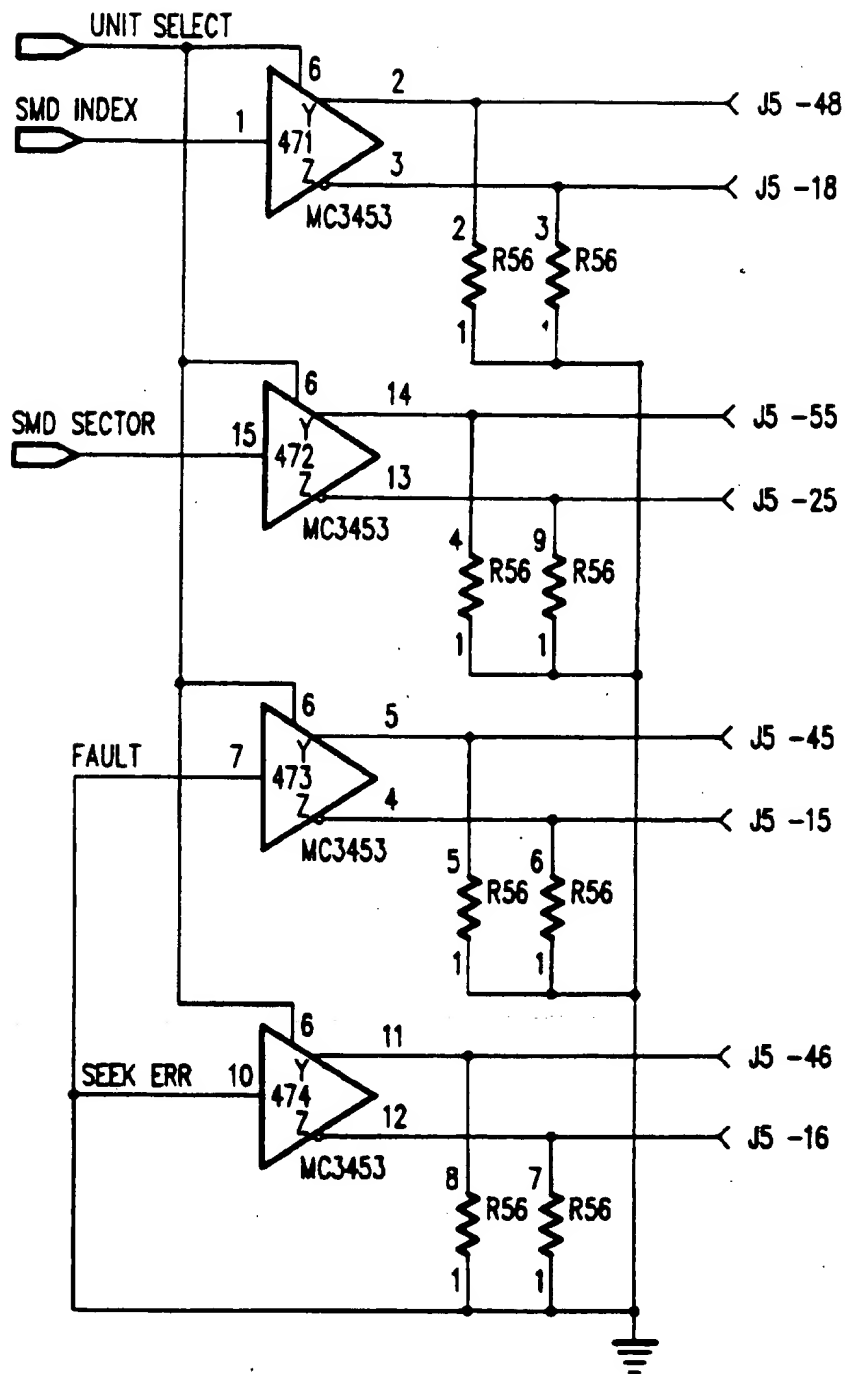 UNIT SELECT
6
2
J5 -48
SMD INDEX
1
Y
471
Z
3
J5 -18
MC3453
2
R56
3
R56
1
6
14
J5 -55
SMD SECTOR
15
Y
472
Z
13
J5 -25
MC3453
4
R56
9
R56
1
1
6
5
J5 -45
FAULT
7
Y
473
Z
4
J5 -15
MC3453
5
R56
6
R56
1
1
6
11
J5 -46
SEEK ERR
10
Y
474
Z
12
J5 -16
MC3453
8
R56
7
R56
1
1